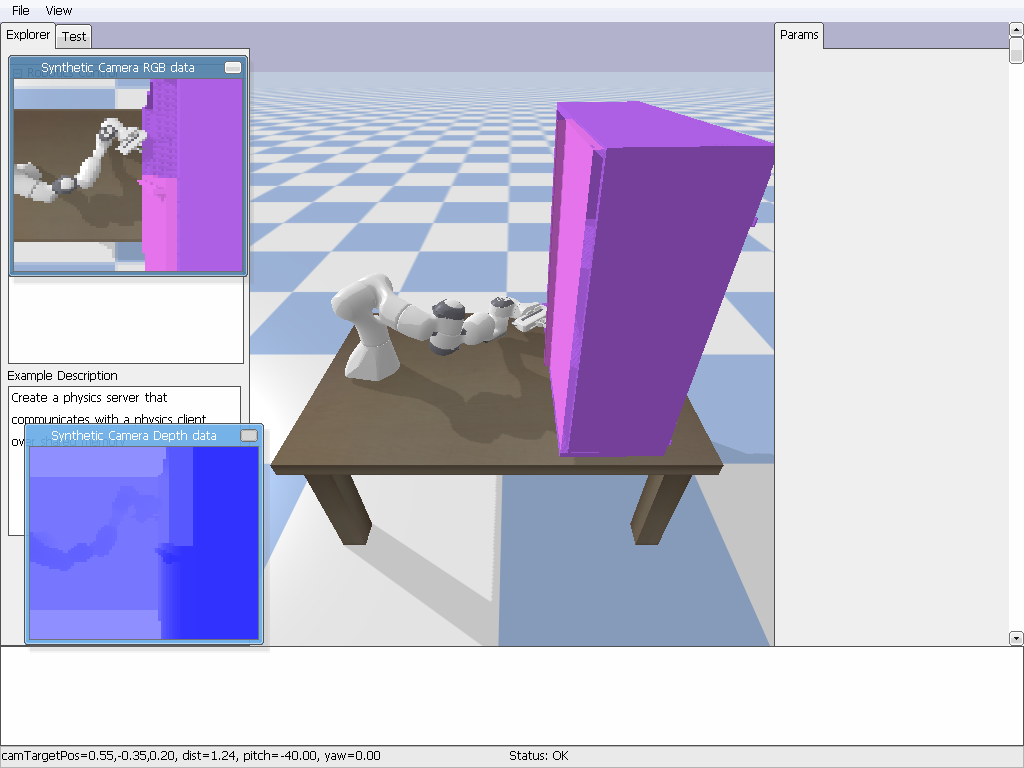 File View
Explorer Test
Params
Synthetic Camera RGB data
Example Description
Create a physics server that
communicates with a physics client
Synthetic Camera Depth data
camTargetPos=0.55,-0.35,0.20, dist=1.24, pitch=-40.00, yaw=0.00
Status: OK